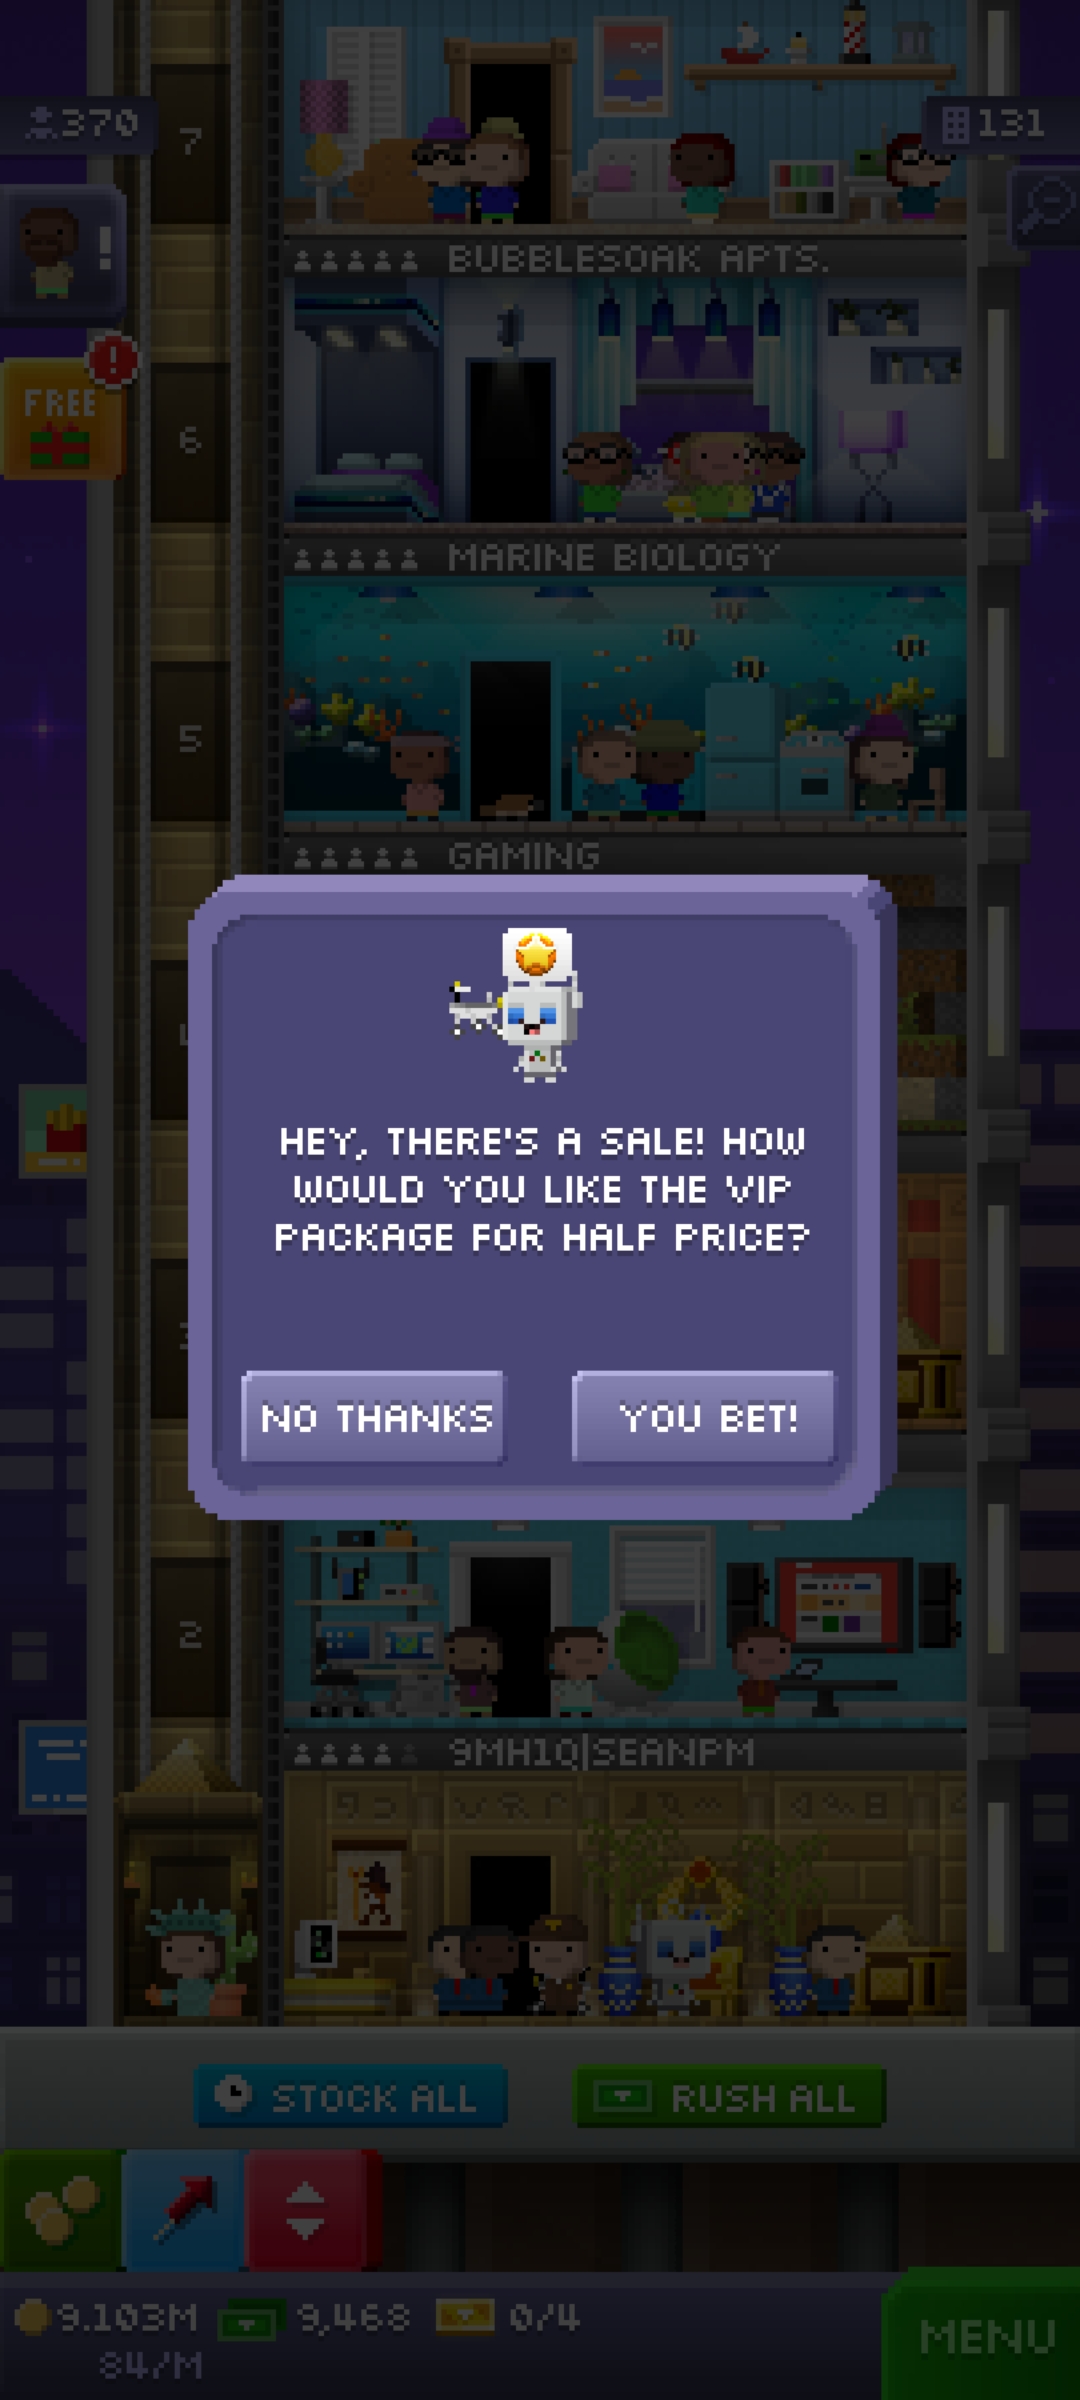 370
7
131
!
BUBBLESOAK APTS.
!
FREE
6
MARINE BIOLOGY
5
GAMING
HEY, THERE'S A SALE! HOW
WOULD YOU LIKE THE VIP
PACKAGE FOR HALF PRICE?
NO THANKS
YOU BET!
2
9MH1Q|SEANPM
STOCK ALL
RUSH ALL
9.103M
9,468
0/4
84/M
MENU